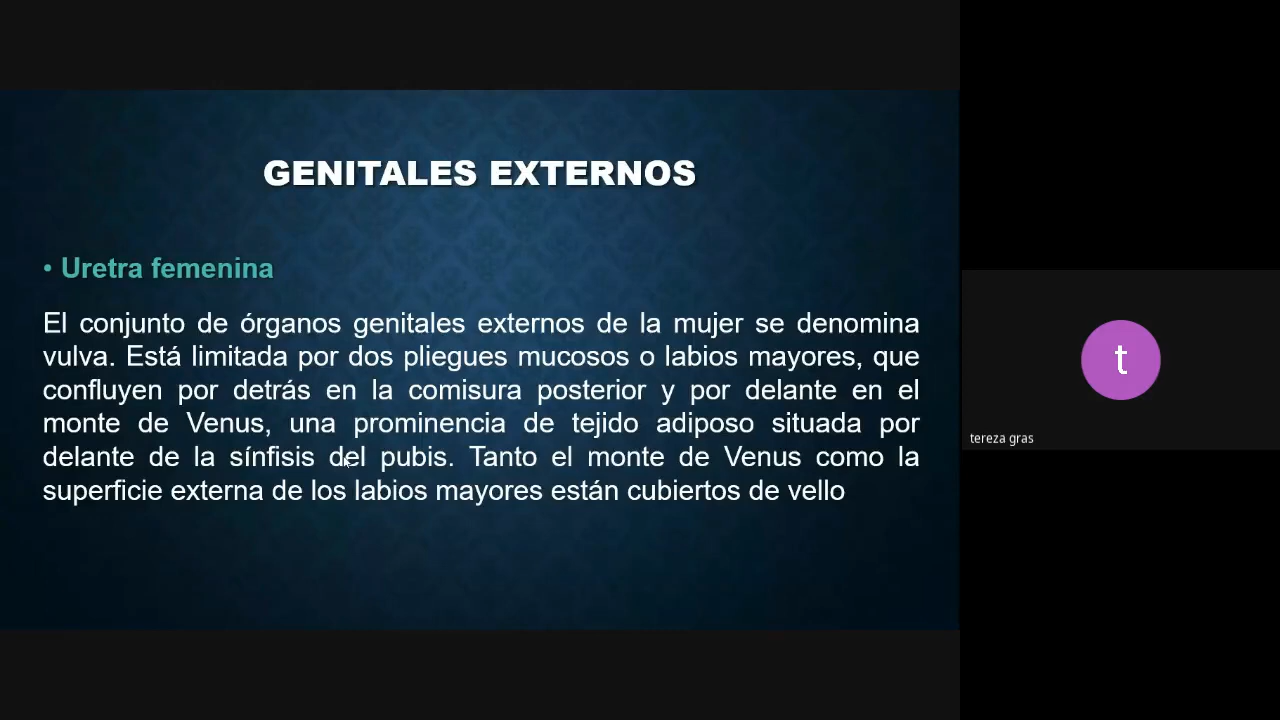 GENITALES EXTERNOS
• Uretra femenina
El conjunto de órganos genitales externos de la mujer se denomina
vulva. Está limitada por dos pliegues mucosos o labios mayores, que
confluyen por detrás en la comisura posterior y por delante en el
monte de Venus, una prominencia de tejido adiposo situada por
delante de la sínfisis del pubis. Tanto el monte de Venus como la
superficie externa de los labios mayores están cubiertos de vello
t
tereza gras